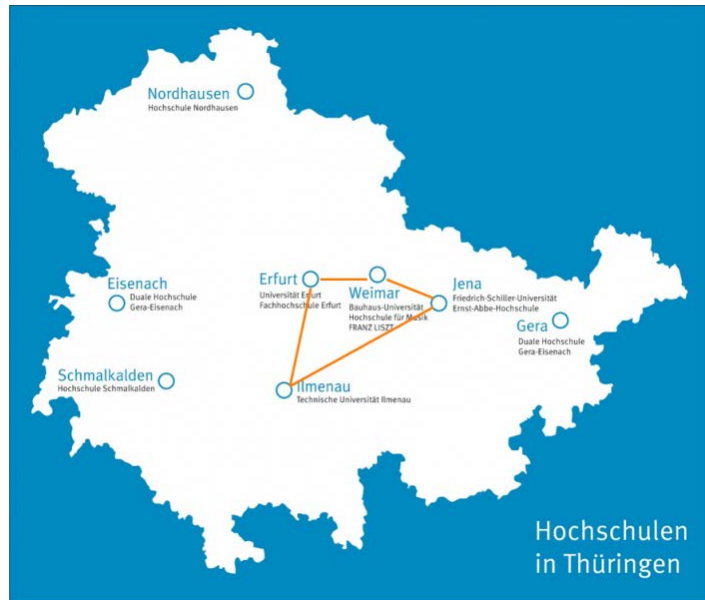 Nordhausen
Hochschule Nordhausen
Eisenach
Duale Hochschule
Gera-Eisenach
Erfurt
Universität Erfurt
Fachhochschule Erfurt
Weimar
Bauhaus-Universität
Hochschule für Musik
FRANZ LISZT
Jena
Friedrich-Schiller-Universität
Ernst-Abbe-Hochschule
Gera
Duale Hochschule
Gera-Eisenach
Schmalkalden
Hochschule Schmalkalden
Ilmenau
Technische Universität Ilmenau
Hochschulen
in Thüringen